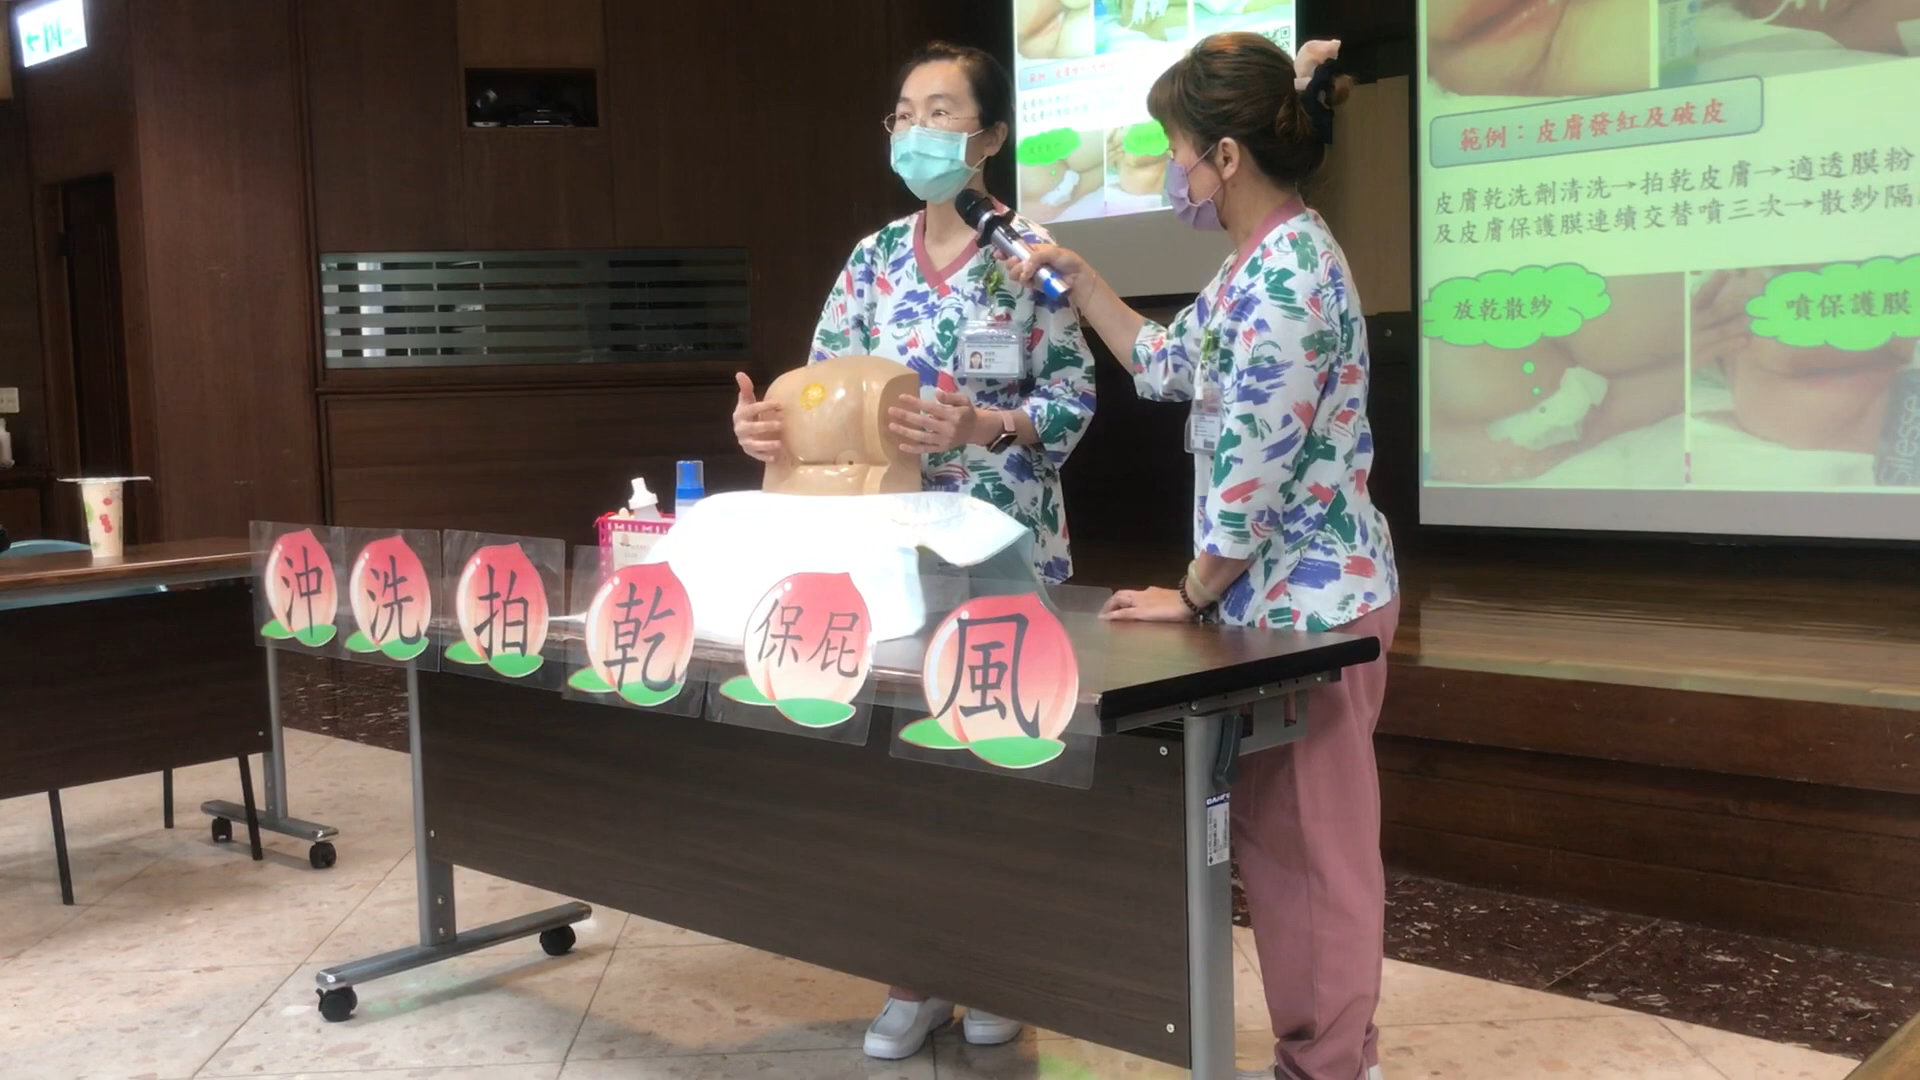 範例：皮膚發紅及破皮
皮膚乾洗劑清洗→拍乾皮膚→適透膜粉
及皮膚保護膜連續交替噴三次→散紗隔
放乾散紗
噴保護膜
沖
洗
拍
乾
保屁
風